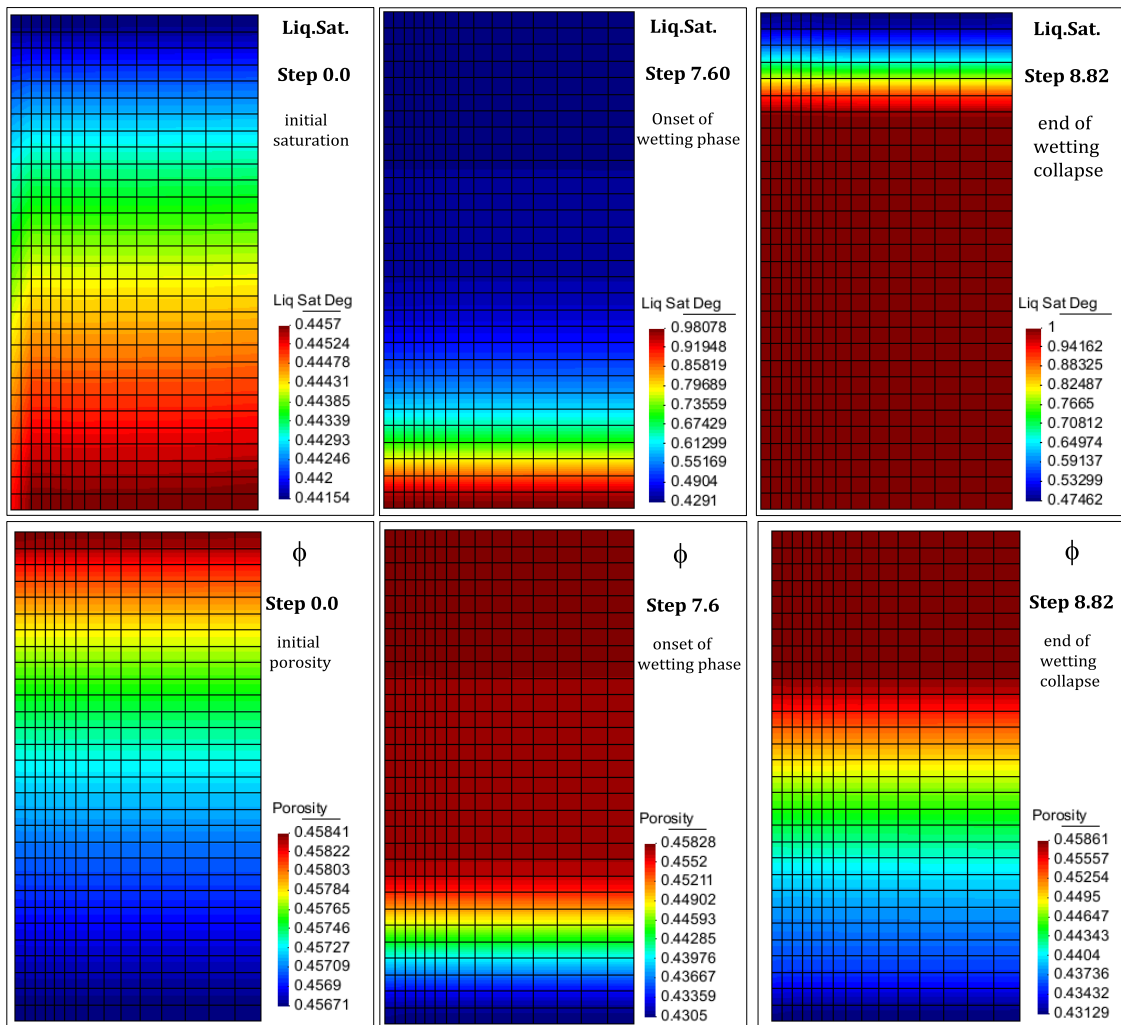 Liq.Sat.
Step 0.0
initial
saturation
Liq Sat Deg
0.4457
0.44524
0.44478
0.44431
0.44385
0.44339
0.44293
0.44246
0.442
0.44154
Liq.Sat.
Step 7.60
Onset of
wetting phase
Liq Sat Deg
0.98078
0.91948
0.85819
0.79689
0.73559
0.67429
0.61299
0.55169
0.4904
0.4291
Liq.Sat.
Step 8.82
end of
wetting
collapse
Liq Sat Deg
1
0.94162
0.88325
0.82487
0.7665
0.70812
0.64974
0.59137
0.53299
0.47462
ϕ
Step 0.0
initial
porosity
Porosity
0.45841
0.45822
0.45803
0.45784
0.45765
0.45746
0.45727
0.45709
0.4569
0.45671
ϕ
Step 7.6
onset of
wetting phase
Porosity
0.45828
0.4552
0.45211
0.44902
0.44593
0.44285
0.43976
0.43667
0.43359
0.4305
ϕ
Step 8.82
end of
wetting
collapse
Porosity
0.45861
0.45557
0.45254
0.4495
0.44647
0.44343
0.4404
0.43736
0.43432
0.43129